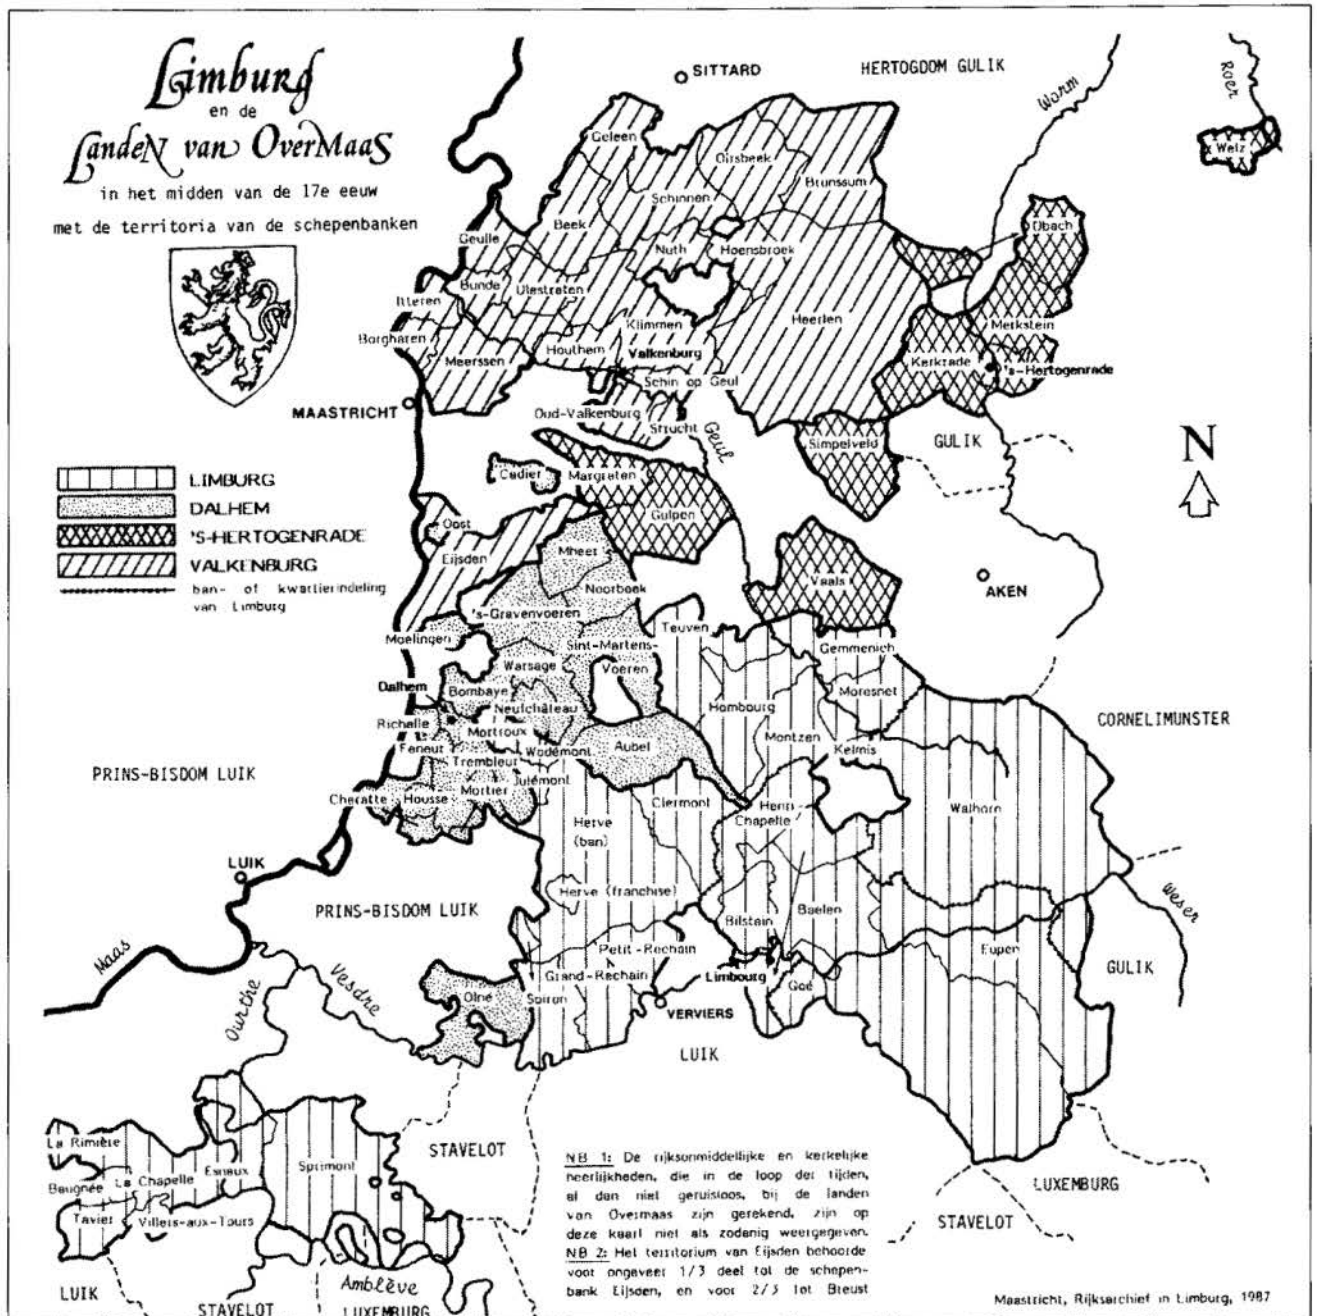 Limburg
en de
Landen van OverMaas
in het midden van de 17e eeuw
met de territoria van de schepenbanken
SITTARD
HERTOGDOM GULIK
Worm
Roer
Welz
Geleen
Oirsbeek
Brunssum
Schinnen
Beek
Geulle
Nuth
Hoensbroek
Ubach
Bunde
Ulestraten
Itteren
Klimmen
Heerlen
Merkstein
Borgharen
Meerssen
Houthem
Valkenburg
Kerkrade
's-Hertogenrade
Schin op Geul
MAASTRICHT
Oud-Valkenburg
Strucht
Geul
Simpelveld
GULIK
N
LIMBURG
DALHEM
'S-HERTOGENRADE
VALKENBURG
ban- of kwartierindeling
van Limburg
Cadier
Margraten
Gulpen
Oost
Eijsden
Mheer
Noorbeek
Vaals
AKEN
's-Gravenvoeren
Teuven
Moelingen
Sint-Martens-
Voeren
Gemmenich
Warsage
Moresnet
Dalhem
Bombaye
Neufchâteau
Hombourg
CORNELIMUNSTER
Richelle
Mortroux
Montzen
Kelmis
Feneur
Wodémont
Aubel
Trembleur
Julémont
PRINS-BISDOM LUIK
Cheratte
Housse
Mortier
Clermont
Henri
Chapelle
Walhorn
Herve
(ban)
LUIK
Herve (franchise)
PRINS-BISDOM LUIK
Bilstain
Baelen
Weser
Maas
Petit-Rechain
Eupen
Grand-Rechain
Limbourg
GULIK
Vesdre
Ourthe
Olne
Soiron
Goé
VERVIERS
LUIK
La Rimière
STAVELOT
Beugnée
La Chapelle
Esneux
Sprimont
Tavier
Villers-aux-Tours
LUXEMBURG
STAVELOT
NB 1: De rijksonmiddellijke en kerkelijke
heerlijkheden, die in de loop der tijden,
al dan niet geruisloos, bij de landen
van Overmaas zijn gerekend, zijn op
deze kaart niet als zodanig weergegeven.
NB 2: Het territorium van Eijsden behoorde
voor ongeveer 1/3 deel tot de schepen-
bank Eijsden, en voor 2/3 tot Breust
LUIK
STAVELOT
Amblève
LUXEMBURG
Maastricht, Rijksarchief in Limburg, 1987